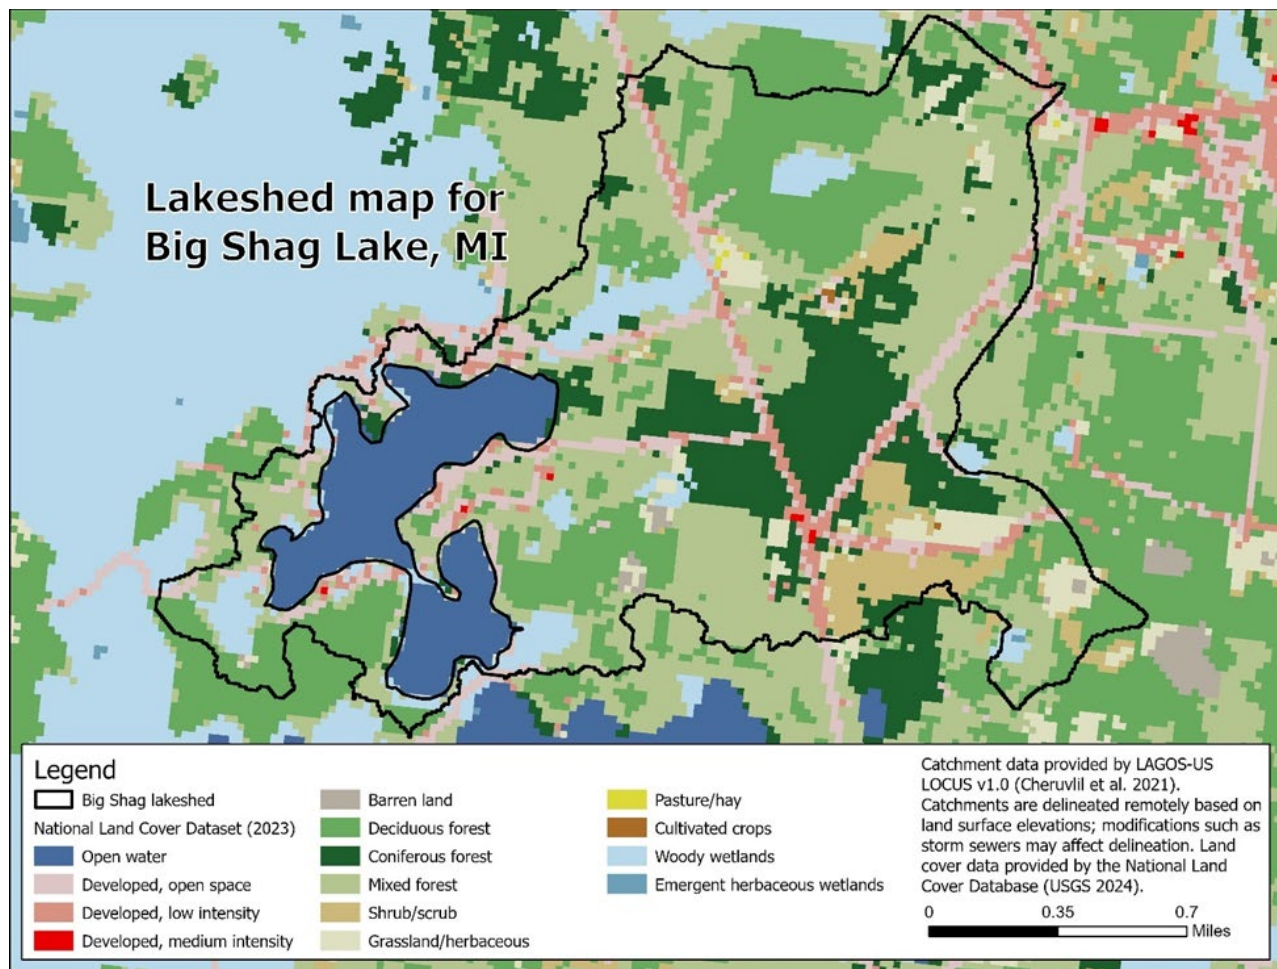 Lakeshed map for
Big Shag Lake, MI
Legend
Big Shag lakeshed
National Land Cover Dataset (2023)
Open water
Developed, open space
Developed, low intensity
Developed, medium intensity
Barren land
Deciduous forest
Coniferous forest
Mixed forest
Shrub/scrub
Grassland/herbaceous
Pasture/hay
Cultivated crops
Woody wetlands
Emergent herbaceous wetlands
Catchment data provided by LAGOS-US
LOCUS v1.0 (Cheruvlil et al. 2021).
Catchments are delineated remotely based on
land surface elevations; modifications such as
storm sewers may affect delineation. Land
cover data provided by the National Land
Cover Database (USGS 2024).
0 0.35 0.7
Miles